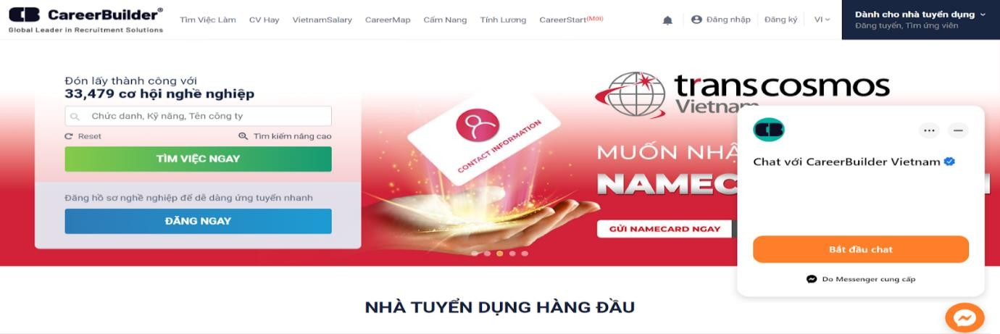 CareerBuilder®
Global Leader in Recruitment Solutions
Tìm Việc Làm CV Hay VietnamSalary CareerMap Cẩm Nang Tính Lương CareerStart(Mới)
Đăng nhập Đăng ký VI
Dành cho nhà tuyển dụng
Đăng tuyển, Tìm ứng viên
Đón lấy thành công với
33,479 cơ hội nghề nghiệp
Chức danh, Kỹ năng, Tên công ty
Reset Tìm kiếm nâng cao
TÌM VIỆC NGAY
Đăng hồ sơ nghề nghiệp để dễ dàng ứng tuyển nhanh
ĐĂNG NGAY
CONTACT INFORMATION
transcosmos
Vietnam
MUỐN NHẬ
NAMEC
GỬI NAMECARD NGAY
CB
Chat với CareerBuilder Vietnam
Bắt đầu chat
Do Messenger cung cấp
NHÀ TUYỂN DỤNG HÀNG ĐẦU